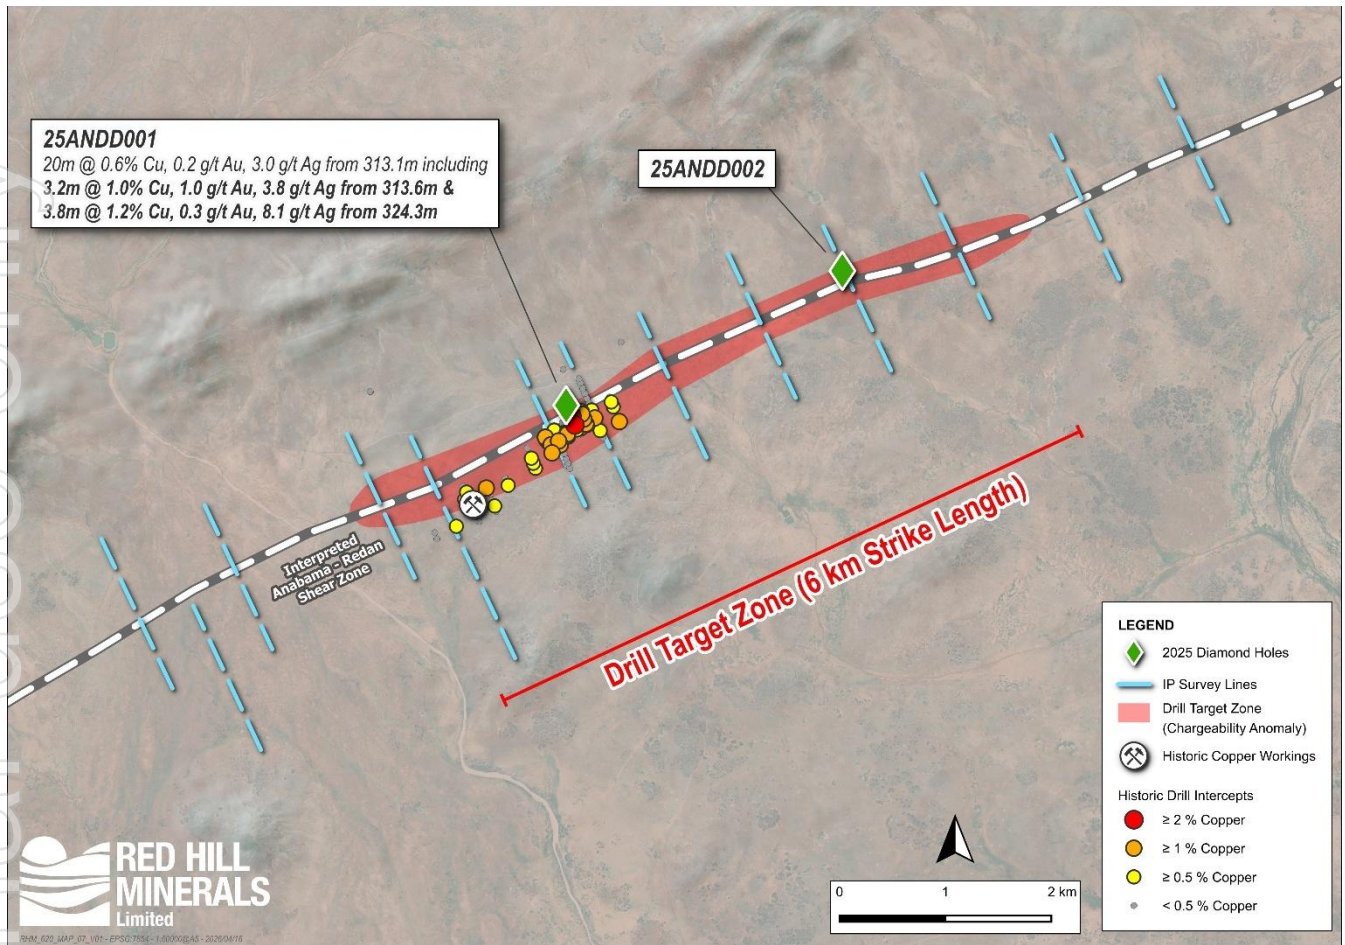 25ANDD001
20m @ 0.6% Cu, 0.2 g/t Au, 3.0 g/t Ag from 313.1m including
3.2m @ 1.0% Cu, 1.0 g/t Au, 3.8 g/t Ag from 313.6m &
3.8m @ 1.2% Cu, 0.3 g/t Au, 8.1 g/t Ag from 324.3m
25ANDD002
Interpreted
Anabama - Redan
Shear Zone
Drill Target Zone (6 km Strike Length)
LEGEND
2025 Diamond Holes
IP Survey Lines
Drill Target Zone
(Chargeability Anomaly)
Historic Copper Workings
Historic Drill Intercepts
≥ 2 % Copper
≥ 1 % Copper
≥ 0.5 % Copper
< 0.5 % Copper
0 1 2 km
RED HILL
MINERALS
Limited